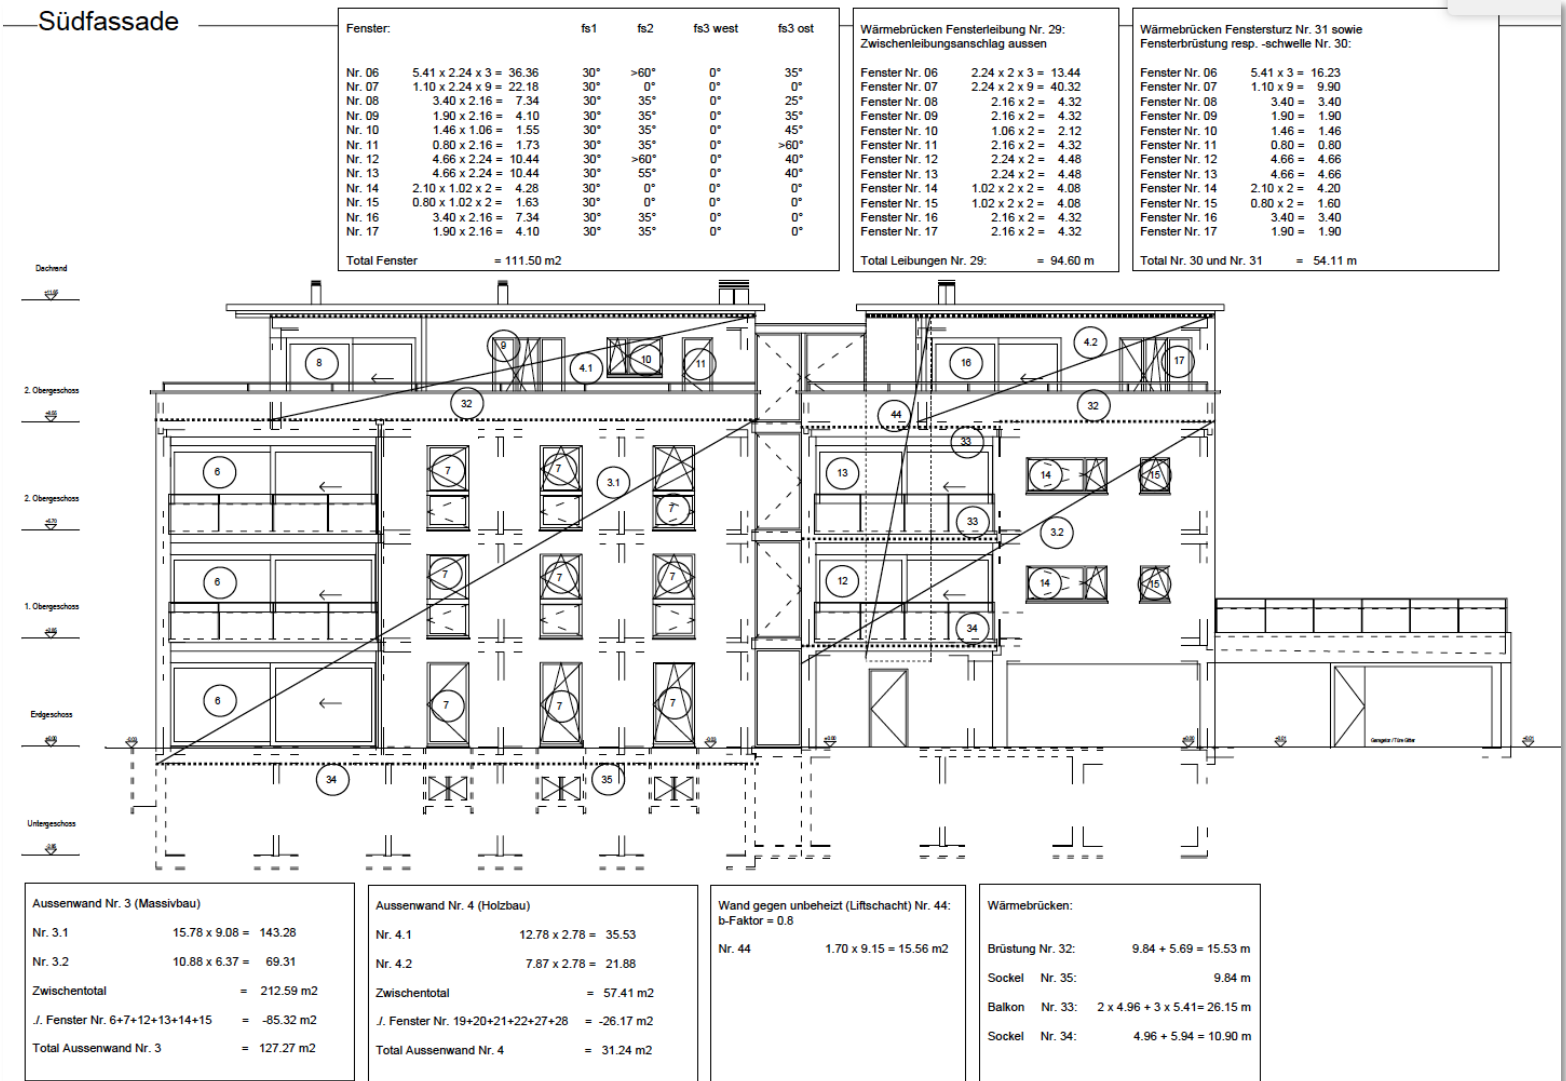 Südfassade
Fenster: fs1 fs2 fs3 west fs3 ost
Nr. 06 5.41 x 2.24 x 3 = 36.36 30° >60° 0° 35°
Nr. 07 1.10 x 2.24 x 9 = 22.18 30° 0° 0° 0°
Nr. 08 3.40 x 2.16 = 7.34 30° 35° 0° 25°
Nr. 09 1.90 x 2.16 = 4.10 30° 35° 0° 35°
Nr. 10 1.46 x 1.06 = 1.55 30° 35° 0° 45°
Nr. 11 0.80 x 2.16 = 1.73 30° 35° 0° >60°
Nr. 12 4.66 x 2.24 = 10.44 30° >60° 0° 40°
Nr. 13 4.66 x 2.24 = 10.44 30° 55° 0° 40°
Nr. 14 2.10 x 1.02 x 2 = 4.28 30° 0° 0° 0°
Nr. 15 0.80 x 1.02 x 2 = 1.63 30° 0° 0° 0°
Nr. 16 3.40 x 2.16 = 7.34 30° 35° 0° 0°
Nr. 17 1.90 x 2.16 = 4.10 30° 35° 0° 0°
Total Fenster = 111.50 m2
Wärmebrücken Fensterleibung Nr. 29:
Zwischenleibungsanschlag aussen
Fenster Nr. 06 2.24 x 2 x 3 = 13.44
Fenster Nr. 07 2.24 x 2 x 9 = 40.32
Fenster Nr. 08 2.16 x 2 = 4.32
Fenster Nr. 09 2.16 x 2 = 4.32
Fenster Nr. 10 1.06 x 2 = 2.12
Fenster Nr. 11 2.16 x 2 = 4.32
Fenster Nr. 12 2.24 x 2 = 4.48
Fenster Nr. 13 2.24 x 2 = 4.48
Fenster Nr. 14 1.02 x 2 x 2 = 4.08
Fenster Nr. 15 1.02 x 2 x 2 = 4.08
Fenster Nr. 16 2.16 x 2 = 4.32
Fenster Nr. 17 2.16 x 2 = 4.32
Total Leibungen Nr. 29: = 94.60 m
Wärmebrücken Fenstersturz Nr. 31 sowie
Fensterbrüstung resp. -schwelle Nr. 30:
Fenster Nr. 06 5.41 x 3 = 16.23
Fenster Nr. 07 1.10 x 9 = 9.90
Fenster Nr. 08 3.40 = 3.40
Fenster Nr. 09 1.90 = 1.90
Fenster Nr. 10 1.46 = 1.46
Fenster Nr. 11 0.80 = 0.80
Fenster Nr. 12 4.66 = 4.66
Fenster Nr. 13 4.66 = 4.66
Fenster Nr. 14 2.10 x 2 = 4.20
Fenster Nr. 15 0.80 x 2 = 1.60
Fenster Nr. 16 3.40 = 3.40
Fenster Nr. 17 1.90 = 1.90
Total Nr. 30 und Nr. 31 = 54.11 m
Dachrand
9
4.2
8 10 11 16 17
4.1
2. Obergeschoss
32 44 32
33
6 7 7 13 14 15
3.1
2. Obergeschoss
7 33
3.2
6 7 7 7 12 14 15
1. Obergeschoss
34
6 7 7 7
Erdgeschoss
Garagetor / Türe Gitter
34 35
Untergeschoss
Aussenwand Nr. 3 (Massivbau)
Nr. 3.1 15.78 x 9.08 = 143.28
Nr. 3.2 10.88 x 6.37 = 69.31
Zwischentotal = 212.59 m2
./. Fenster Nr. 6+7+12+13+14+15 = -85.32 m2
Total Aussenwand Nr. 3 = 127.27 m2
Aussenwand Nr. 4 (Holzbau)
Nr. 4.1 12.78 x 2.78 = 35.53
Nr. 4.2 7.87 x 2.78 = 21.88
Zwischentotal = 57.41 m2
./. Fenster Nr. 19+20+21+22+27+28 = -26.17 m2
Total Aussenwand Nr. 4 = 31.24 m2
Wand gegen unbeheizt (Liftschacht) Nr. 44:
b-Faktor = 0.8
Nr. 44 1.70 x 9.15 = 15.56 m2
Wärmebrücken:
Brüstung Nr. 32: 9.84 + 5.69 = 15.53 m
Sockel Nr. 35: 9.84 m
Balkon Nr. 33: 2 x 4.96 + 3 x 5.41= 26.15 m
Sockel Nr. 34: 4.96 + 5.94 = 10.90 m